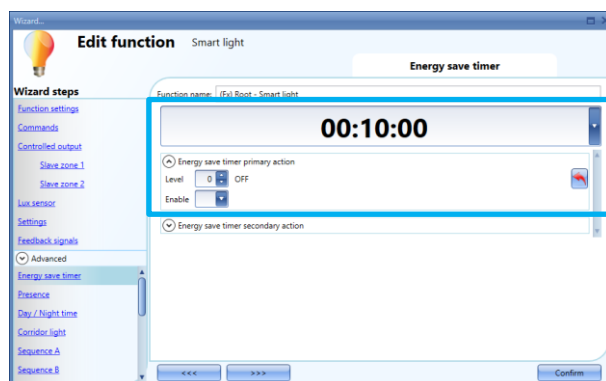 Wizard...
Edit function Smart light
Energy save timer
Wizard steps
Function settings
Commands
Controlled output
Slave zone 1
Slave zone 2
Lux sensor
Settings
Feedback signals
Advanced
Energy save timer
Presence
Day / Night time
Corridor light
Sequence A
Sequence B
Function name: (Fx) Root - Smart light
00:10:00
Energy save timer primary action
Level 0 OFF
Enable
Energy save timer secondary action
<<< >>> Confirm